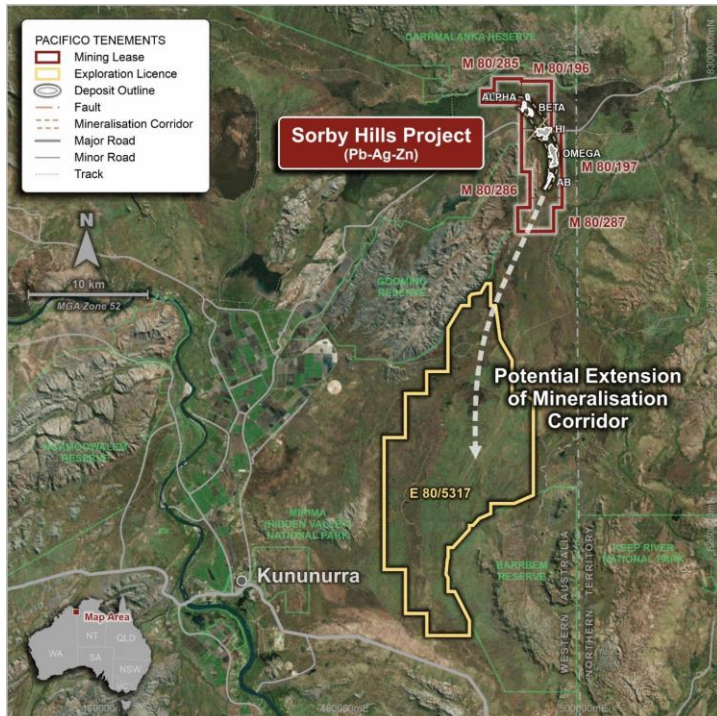 PACIFICO TENEMENTS
Mining Lease
Exploration Licence
Deposit Outline
Fault
Mineralisation Corridor
Major Road
Minor Road
Track
N
10 km
MGA Zone 52
DARRMALANKA RESERVE
M 80/285
M 80/196
ALPHA
BETA
Sorby Hills Project
(Pb-Ag-Zn)
HI
OMEGA
M 80/197
M 80/286
AB
M 80/287
GOOMIG
RESERVE
Potential Extension
of Mineralisation
Corridor
E 80/5317
RESERVE
MIRIMA
(HIDDEN VALLEY)
NATIONAL PARK
Kununurra
BARRBEM
RESERVE
KEEP RIVER
NATIONAL PARK
WESTERN AUSTRALIA
NORTHERN TERRITORY
Map Area
WA
NT
QLD
SA
NSW
500000mE